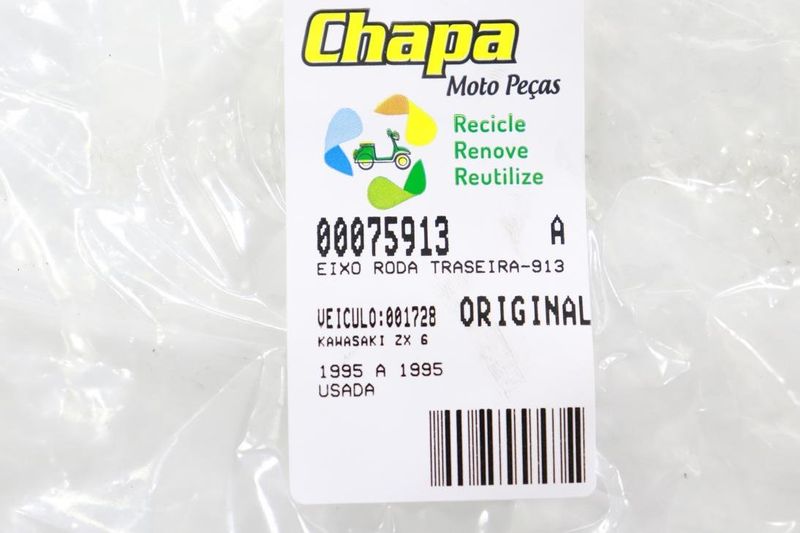 Chapa
Moto Peças
Recicle
Renove
Reutilize
00075913 A
EIXO RODA TRASEIRA-913
VEICULO:001728 ORIGINAL
KAWASAKI ZX 6
1995 A 1995
USADA